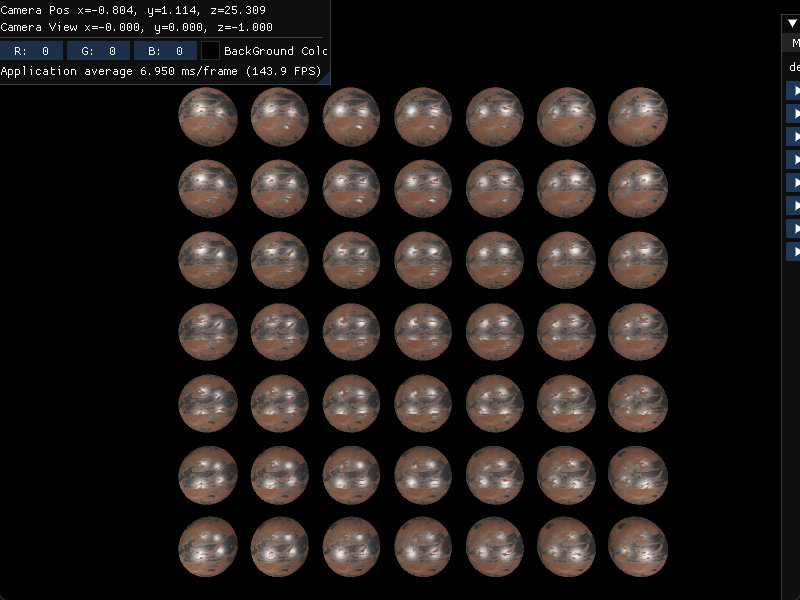 Camera Pos x=-0.804, y=1.114, z=25.309
Camera View x=-0.000, y=0.000, z=-1.000
R: 0 G: 0 B: 0 BackGround Colc
Application average 6.950 ms/frame (143.9 FPS)
M
de